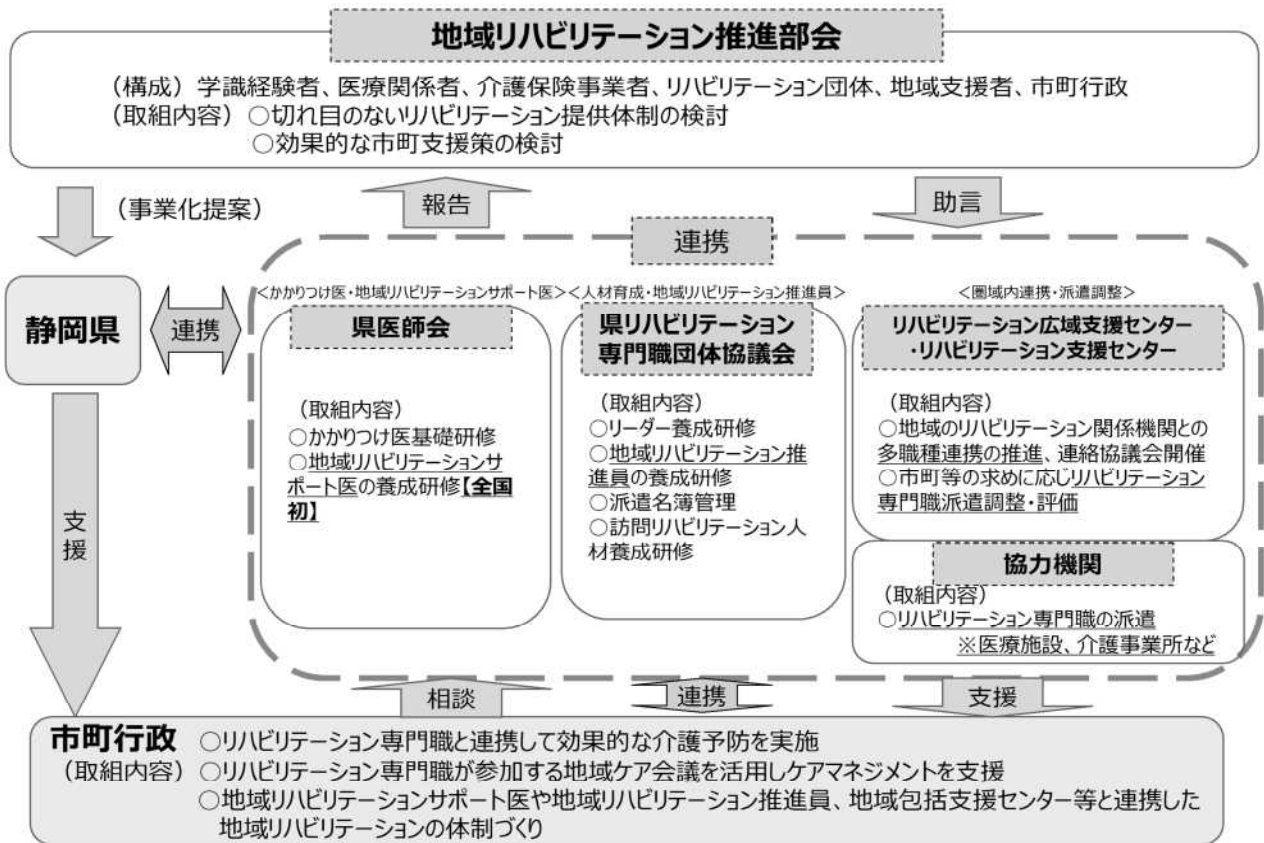 地域リハビリテーション推進部会
（構成）学識経験者、医療関係者、介護保険事業者、リハビリテーション団体、地域支援者、市町行政
（取組内容）○切れ目のないリハビリテーション提供体制の検討
○効果的な市町支援策の検討
（事業化提案）
報告
助言
連携
静岡県
連携
<かかりつけ医・地域リハビリテーションサポート医>
県医師会
（取組内容）
○かかりつけ医基礎研修
○地域リハビリテーションサ
ポート医の養成研修【全国
初】
<人材育成・地域リハビリテーション推進員>
県リハビリテーション
専門職団体協議会
（取組内容）
○リーダー養成研修
○地域リハビリテーション推
進員の養成研修
○派遣名簿管理
○訪問リハビリテーション人
材養成研修
<圏域内連携・派遣調整>
リハビリテーション広域支援センター
・リハビリテーション支援センター
（取組内容）
○地域のリハビリテーション関係機関との
多職種連携の推進、連絡協議会開催
○市町等の求めに応じリハビリテーション
専門職派遣調整・評価
協力機関
（取組内容）
○リハビリテーション専門職の派遣
※医療施設、介護事業所など
支援
相談
連携
支援
市町行政 ○リハビリテーション専門職と連携して効果的な介護予防を実施
（取組内容）○リハビリテーション専門職が参加する地域ケア会議を活用しケアマネジメントを支援
○地域リハビリテーションサポート医や地域リハビリテーション推進員、地域包括支援センター等と連携した
地域リハビリテーションの体制づくり